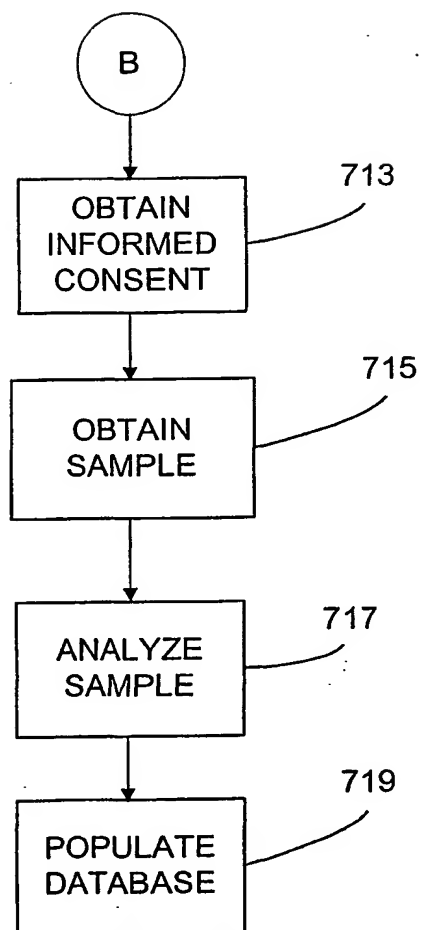 B
713
OBTAIN
INFORMED
CONSENT
715
OBTAIN
SAMPLE
717
ANALYZE
SAMPLE
719
POPULATE
DATABASE